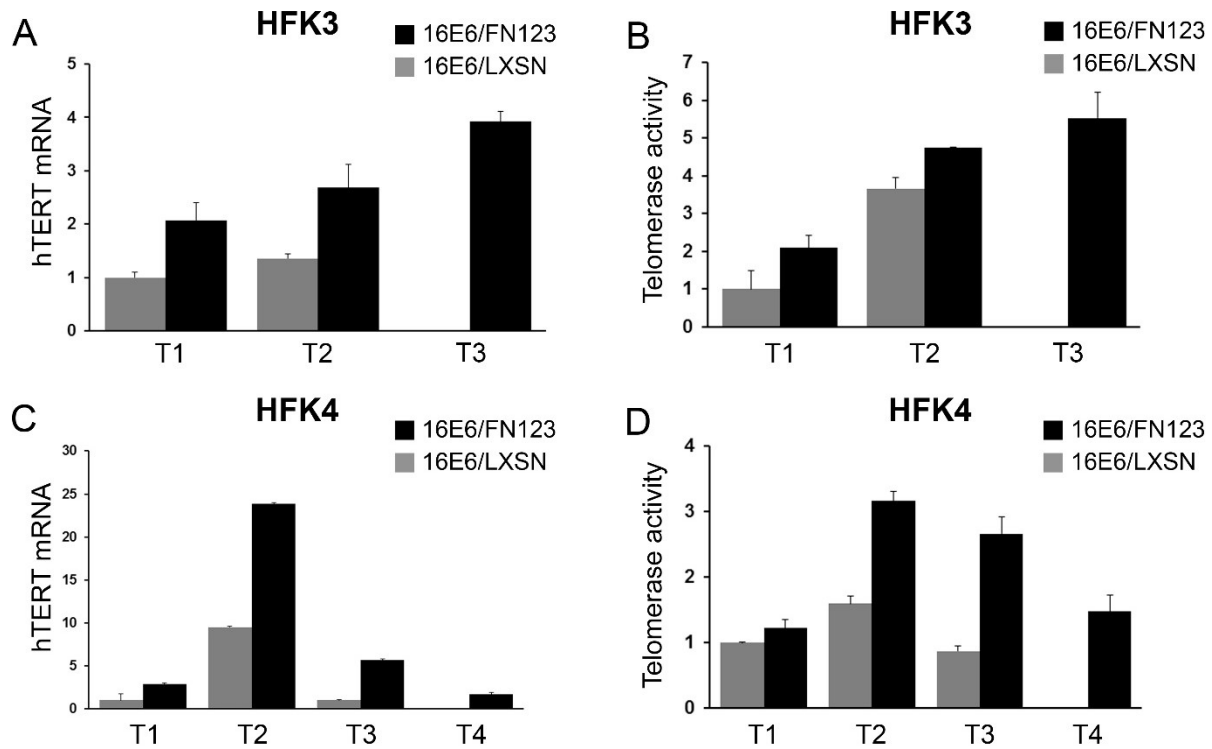 A
HFK3
16E6/FN123
16E6/LXSN
hTERT mRNA
5
4
3
2
1
0
T1 T2 T3
B
HFK3
16E6/FN123
16E6/LXSN
Telomerase activity
7
6
5
4
3
2
1
0
T1 T2 T3
C
HFK4
16E6/FN123
16E6/LXSN
hTERT mRNA
30
25
20
15
10
5
0
T1 T2 T3 T4
D
HFK4
16E6/FN123
16E6/LXSN
Telomerase activity
4
3
2
1
0
T1 T2 T3 T4